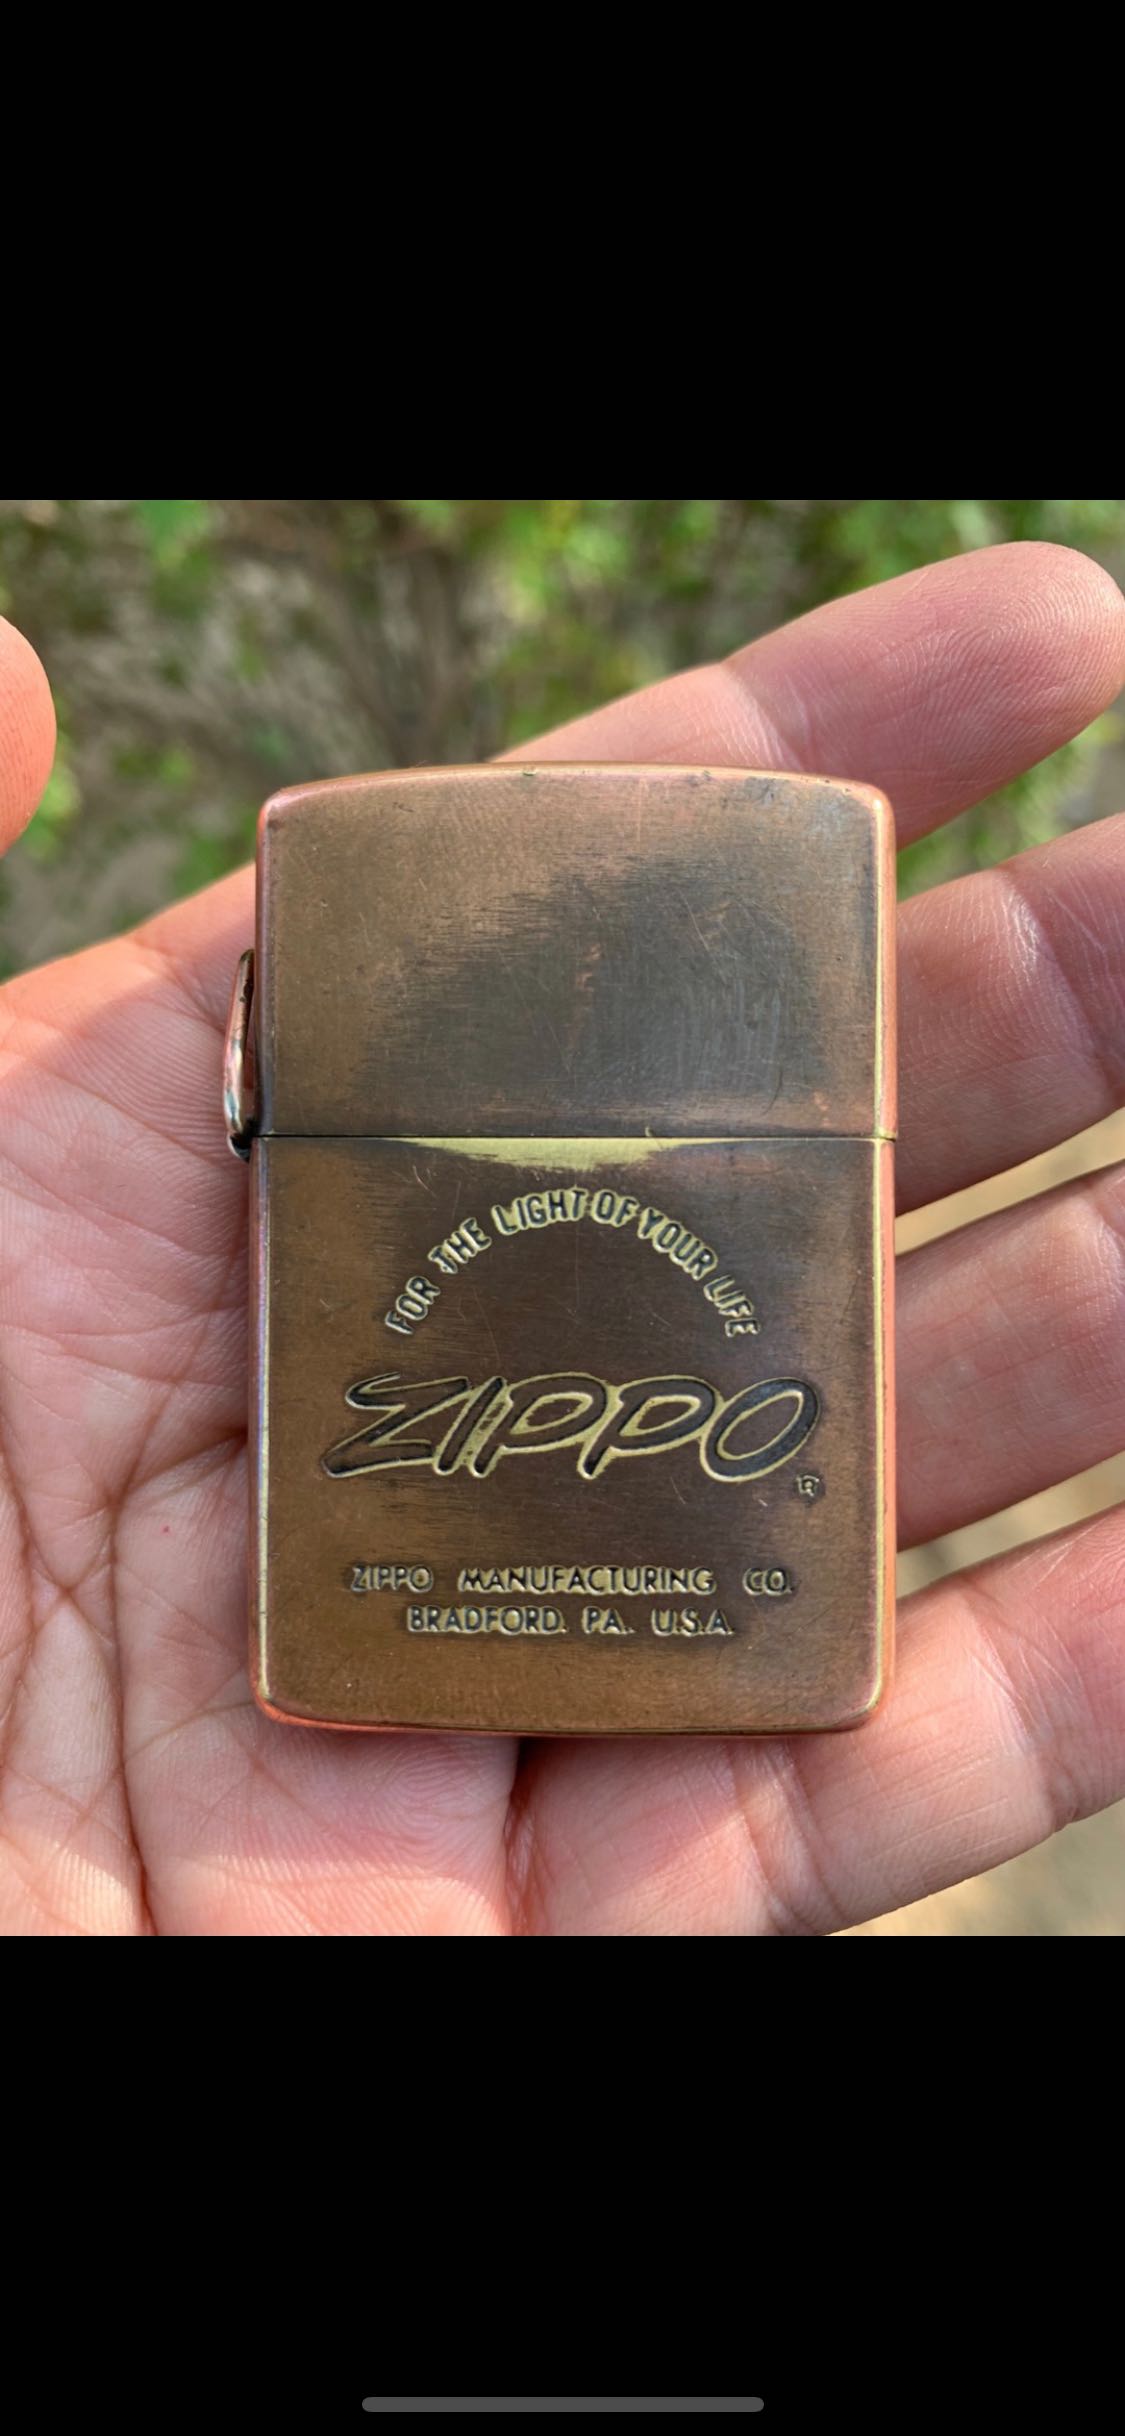 FOR THE LIGHT OF YOUR LIFE
ZIPPO
®
ZIPPO MANUFACTURING CO.
BRADFORD. PA. U.S.A.